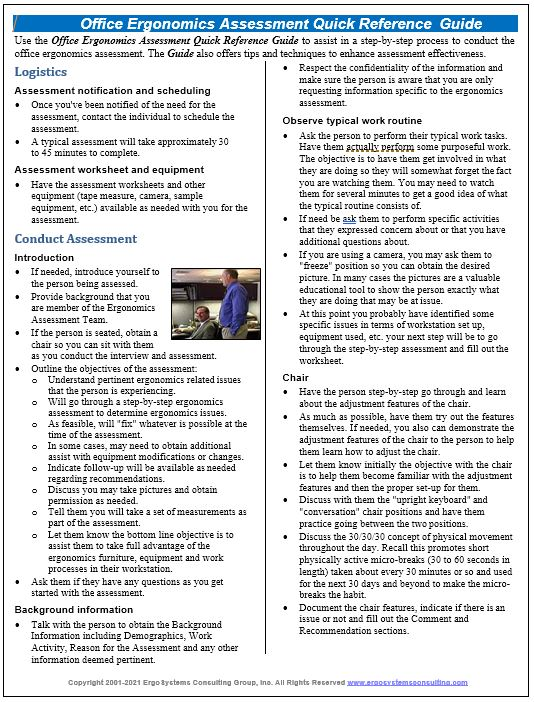 Office Ergonomics Assessment Quick Reference Guide
Use the Office Ergonomics Assessment Quick Reference Guide to assist in a step-by-step process to conduct the
office ergonomics assessment. The Guide also offers tips and techniques to enhance assessment effectiveness.
Logistics
Assessment notification and scheduling
• Once you've been notified of the need for the
assessment, contact the individual to schedule the
assessment.
• A typical assessment will take approximately 30
to 45 minutes to complete.
Assessment worksheet and equipment
• Have the assessment worksheets and other
equipment (tape measure, camera, sample
equipment, etc.) available as needed with you for the
assessment.
Conduct Assessment
Introduction
• If needed, introduce yourself to
the person being assessed.
• Provide background that you
are member of the Ergonomics
Assessment Team.
• If the person is seated, obtain a
chair so you can sit with them
as you conduct the interview and assessment.
• Outline the objectives of the assessment:
o Understand pertinent ergonomics related issues
that the person is experiencing.
o Will go through a step-by-step ergonomics
assessment to determine ergonomics issues.
o As feasible, will "fix" whatever is possible at the
time of the assessment.
o In some cases, may need to obtain additional
assist with equipment modifications or changes.
o Indicate follow-up will be available as needed
regarding recommendations.
o Discuss you may take pictures and obtain
permission as needed.
o Tell them you will take a set of measurements as
part of the assessment.
o Let them know the bottom line objective is to
assist them to take full advantage of the
ergonomics furniture, equipment and work
processes in their workstation.
• Ask them if they have any questions as you get
started with the assessment.
Background information
• Talk with the person to obtain the Background
Information including Demographics, Work
Activity, Reason for the Assessment and any other
information deemed pertinent.
• Respect the confidentiality of the information and
make sure the person is aware that you are only
requesting information specific to the ergonomics
assessment.
Observe typical work routine
• Ask the person to perform their typical work tasks.
Have them actually perform some purposeful work.
The objective is to have them get involved in what
they are doing so they will somewhat forget the fact
you are watching them. You may need to watch
them for several minutes to get a good idea of what
the typical routine consists of.
• If need be ask them to perform specific activities
that they expressed concern about or that you have
additional questions about.
• If you are using a camera, you may ask them to
"freeze" position so you can obtain the desired
picture. In many cases the pictures are a valuable
educational tool to show the person exactly what
they are doing that may be at issue.
• At this point you probably have identified some
specific issues in terms of workstation set up,
equipment used, etc. your next step will be to go
through the step-by-step assessment and fill out the
worksheet.
Chair
• Have the person step-by-step go through and learn
about the adjustment features of the chair.
• As much as possible, have them try out the features
themselves. If needed, you also can demonstrate the
adjustment features of the chair to the person to help
them learn how to adjust the chair.
• Let them know initially the objective with the chair
is to help them become familiar with the adjustment
features and then the proper set-up for them.
• Discuss with them the "upright keyboard" and
"conversation" chair positions and have them
practice going between the two positions.
• Discuss the 30/30/30 concept of physical movement
throughout the day. Recall this promotes short
physically active micro-breaks (30 to 60 seconds in
length) taken about every 30 minutes or so and used
for the next 30 days and beyond to make the micro-
breaks the habit.
• Document the chair features, indicate if there is an
issue or not and fill out the Comment and
Recommendation sections.
Copyright 2001-2021 ErgoSystems Consulting Group, Inc. All Rights Reserved www.ergosystemsconsulting.com